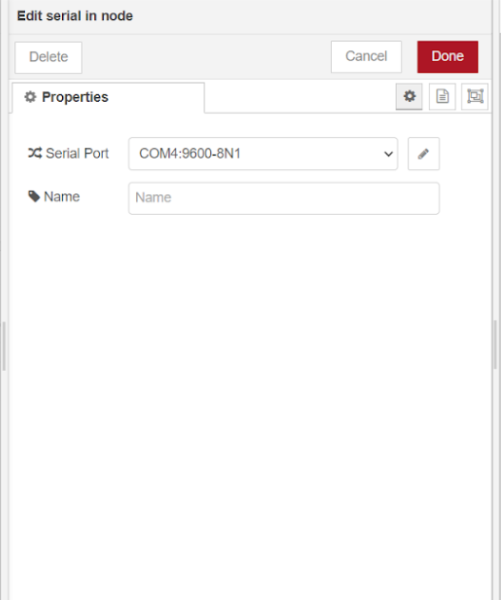 Edit serial in node
Delete
Cancel
Done
Properties
Serial Port
COM4:9600-8N1
Name
Name